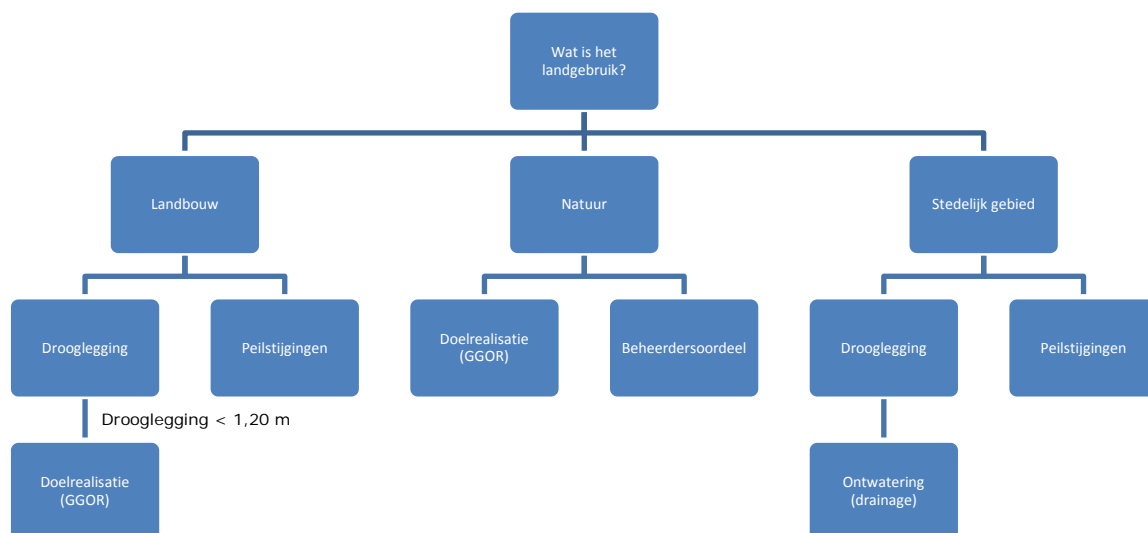 Wat is het
landgebruik?
Landbouw
Natuur
Stedelijk gebied
Drooglegging
Peilstijgingen
Doelrealisatie
(GGOR)
Beheerdersoordeel
Drooglegging
Peilstijgingen
Drooglegging < 1,20 m
Doelrealisatie
(GGOR)
Ontwatering
(drainage)